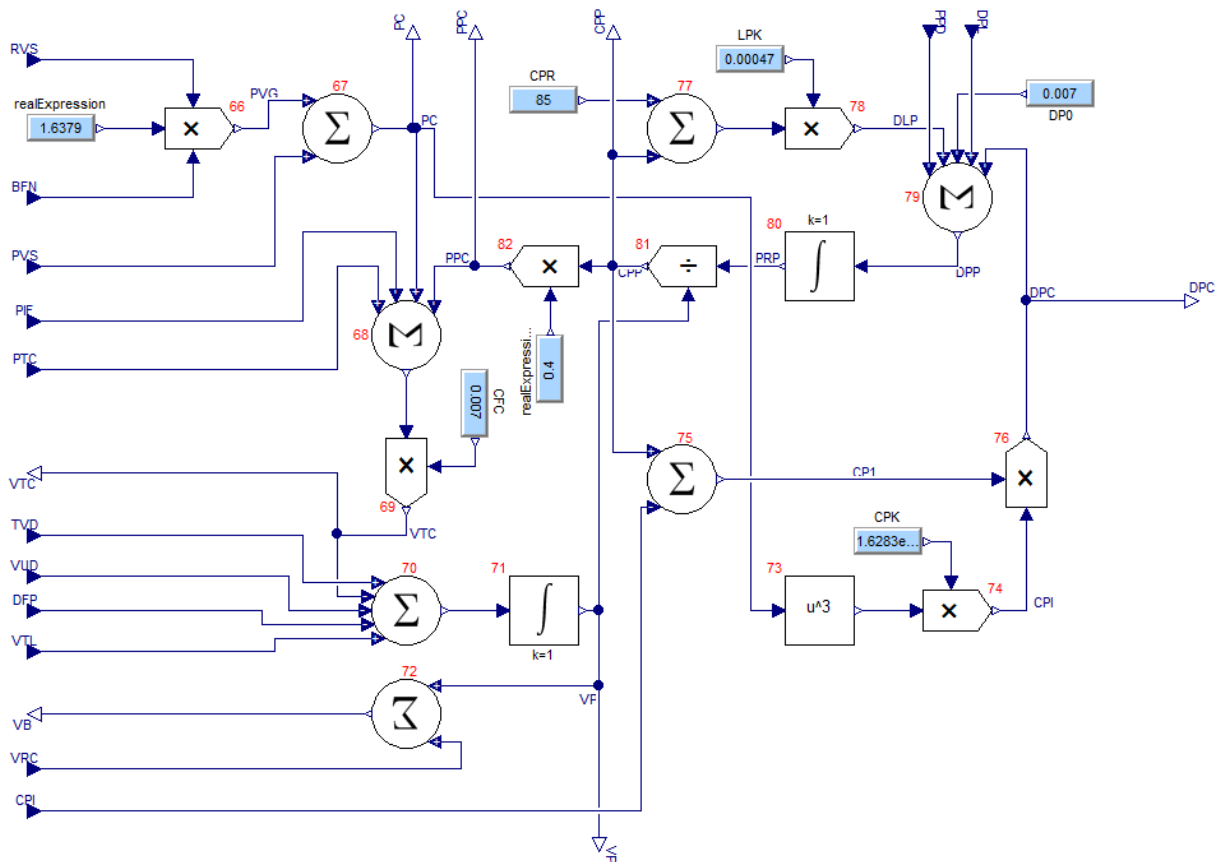 PC
PPC
CPP
PPD
DPL
RVS
realExpression
1.6379
×
66
PVG
67
Σ
PC
CPR
85
77
Σ
LPK
0.00047
×
78
DLP
0.007
DP0
BFN
79
Σ
k=1
80
∫
PVS
PPC
82
×
CPP
81
÷
PRP
DPP
DPC
DPC
PIF
68
Σ
PTC
realExpressi...
0.4
0.007
CFC
75
Σ
76
×
×
69
VTC
VTC
CP1
TVD
CPK
1.6283e...
VUD
70
Σ
71
∫
k=1
73
u^3
74
×
CPI
DFP
VTL
72
Σ
VP
VB
VRC
CPI
VP